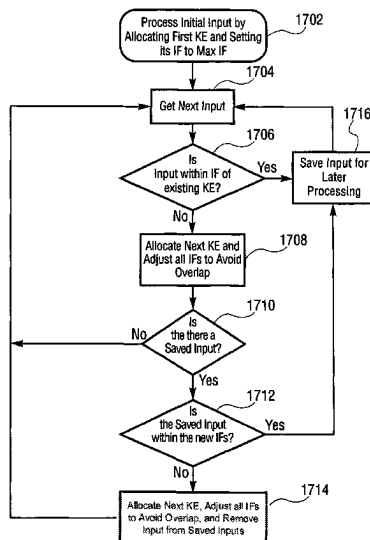 Process Initial Input by
Allocating First KE and Setting
its IF to Max IF
1702
1704
Get Next Input
1706
1716
Is
Input within IF of
existing KE?
Yes
Save Input for
Later
Processing
No
1708
Allocate Next KE and
Adjust all IFs to Avoid
Overlap
1710
Is
the there a
Saved Input?
No
Yes
1712
Is
the Saved Input
within the new IFs?
Yes
No
1714
Allocate Next KE, Adjust all IFs
to Avoid Overlap, and Remove
Input from Saved Inputs